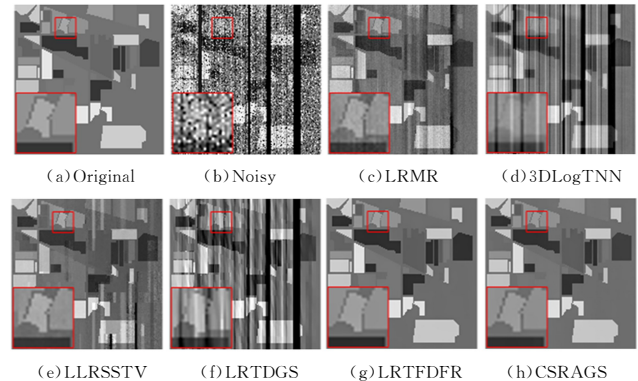 (a)Original
(b)Noisy
(c)LRMR
(d)3DLogTNN
(e)LLRSSTV
(f)LRTDGS
(g)LRTFDFR
(h)CSRAGS